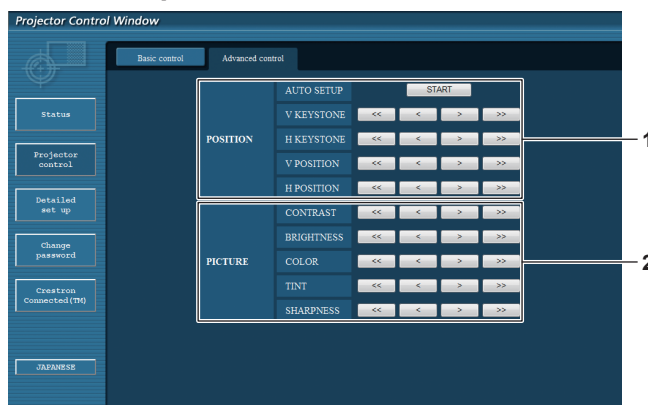 Projector Control Window
Basic control
Advanced control
Status
Projector
control
Detailed
set up
Change
password
Crestron
Connected(TM)
JAPANESE
POSITION
AUTO SETUP START
V KEYSTONE << < > >>
H KEYSTONE << < > >>
V POSITION << < > >>
H POSITION << < > >>
1
PICTURE
CONTRAST << < > >>
BRIGHTNESS << < > >>
COLOR << < > >>
TINT << < > >>
SHARPNESS << < > >>
2